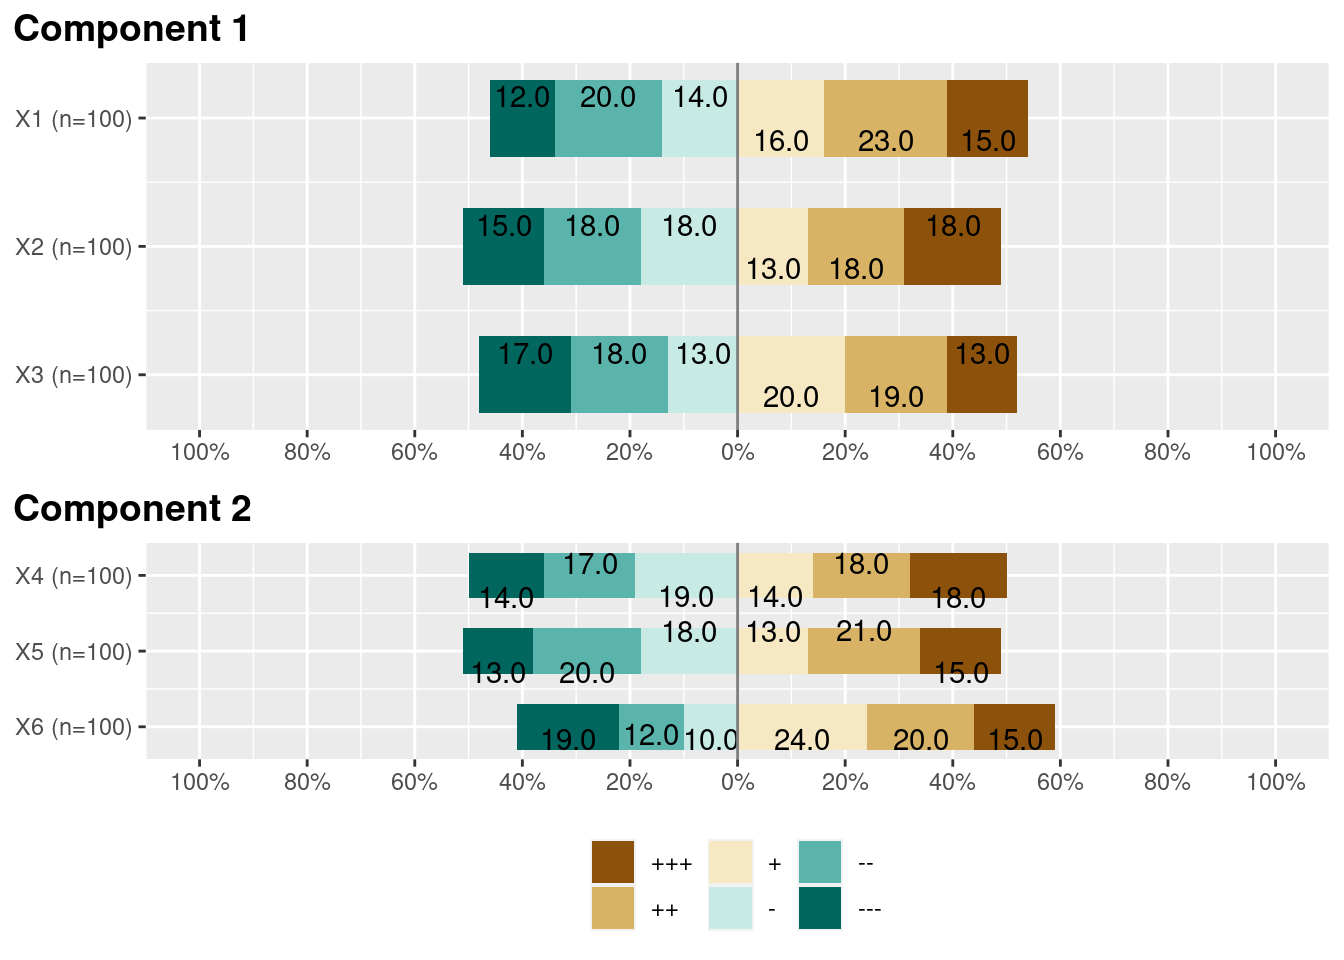 Component 1
X1 (n=100)
12.0 20.0 14.0 16.0 23.0 15.0
X2 (n=100)
15.0 18.0 18.0 13.0 18.0 18.0
X3 (n=100)
17.0 18.0 13.0 20.0 19.0 13.0
100% 80% 60% 40% 20% 0% 20% 40% 60% 80% 100%
Component 2
X4 (n=100)
14.0 17.0 19.0 14.0 18.0 18.0
X5 (n=100)
13.0 20.0 18.0 13.0 21.0 15.0
X6 (n=100)
19.0 12.0 10.0 24.0 20.0 15.0
100% 80% 60% 40% 20% 0% 20% 40% 60% 80% 100%
+++ + --
++ - ---